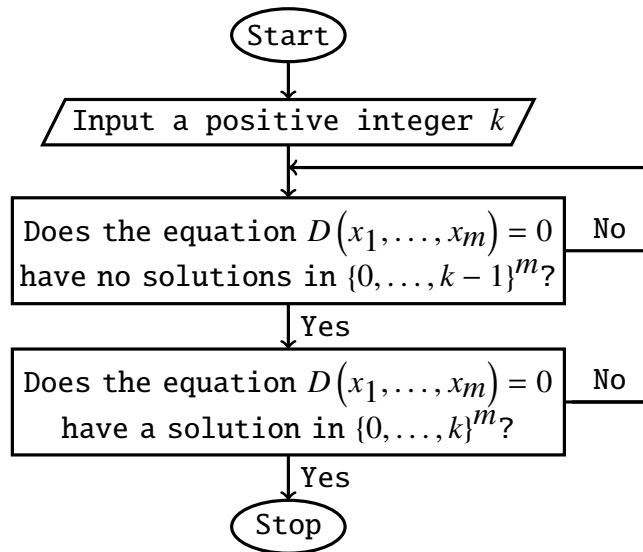 Start
Input a positive integer k
Does the equation D(x₁,…,xₘ) = 0
have no solutions in {0,…,k − 1}ᵐ?
No
Yes
Does the equation D(x₁,…,xₘ) = 0
have a solution in {0,…,k}ᵐ?
No
Yes
Stop